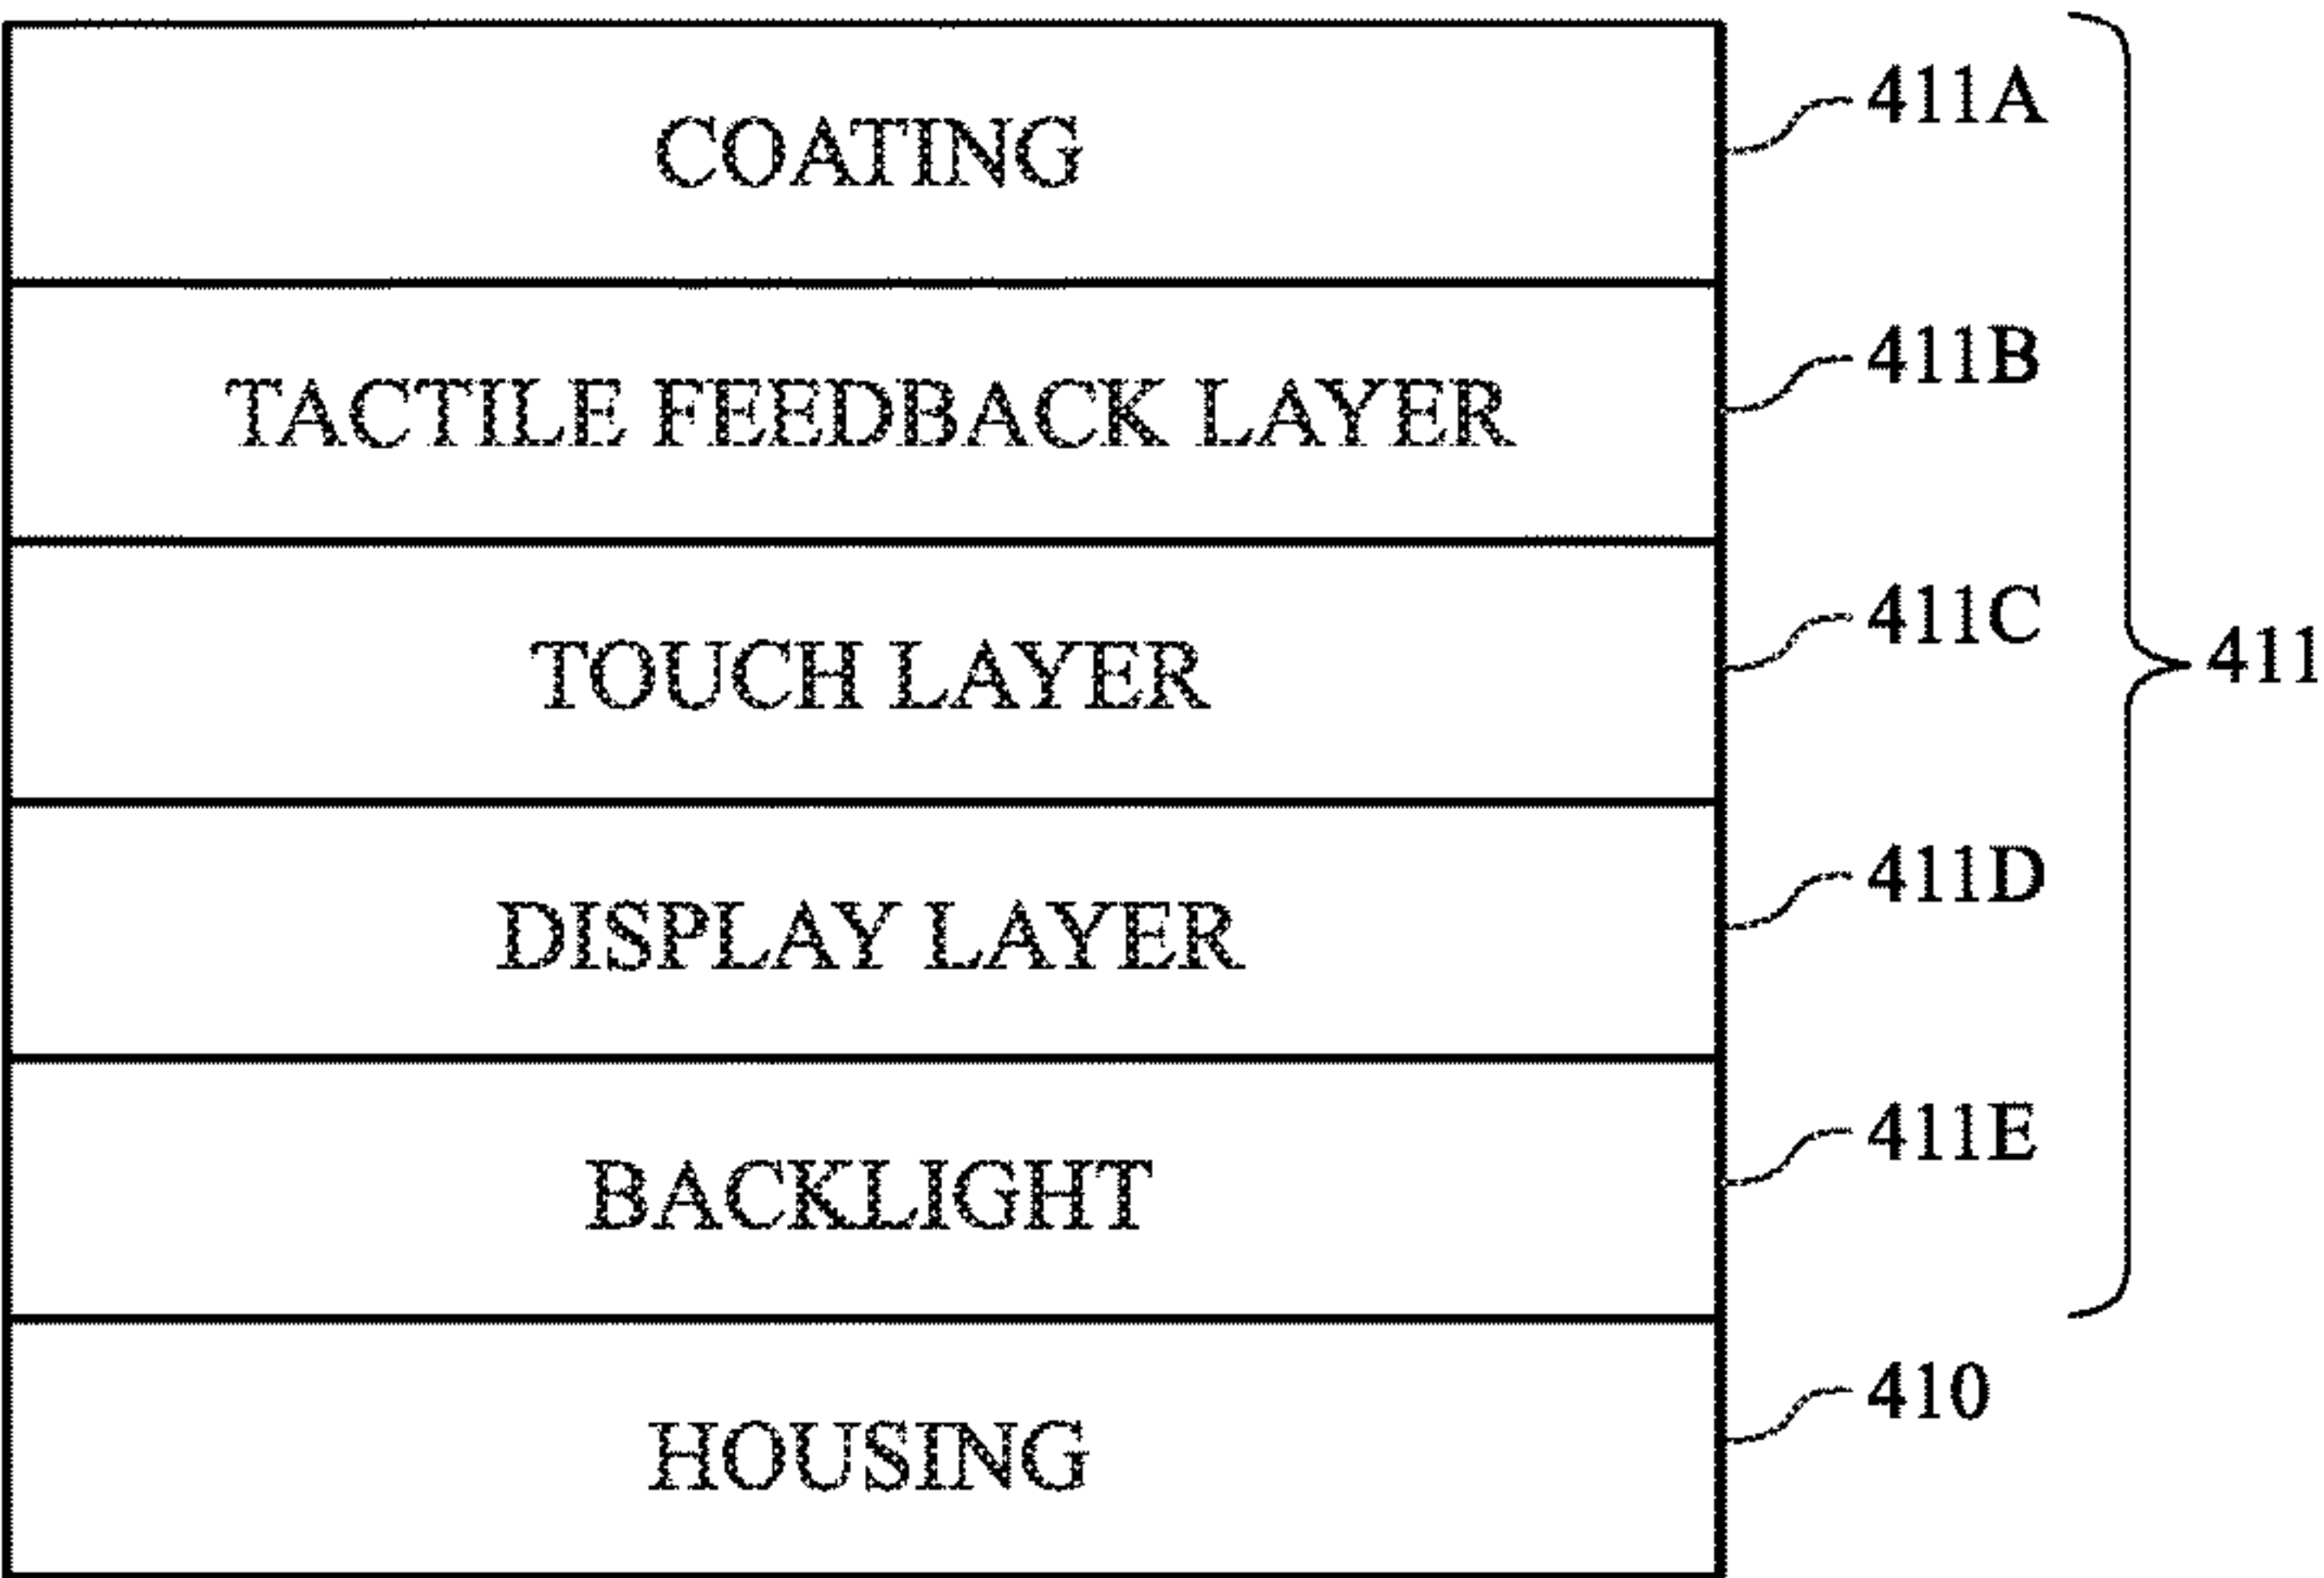 COATING 411A
TACTILE FEEDBACK LAYER 411B
TOUCH LAYER 411C
411
DISPLAY LAYER 411D
BACKLIGHT 411E
HOUSING 410